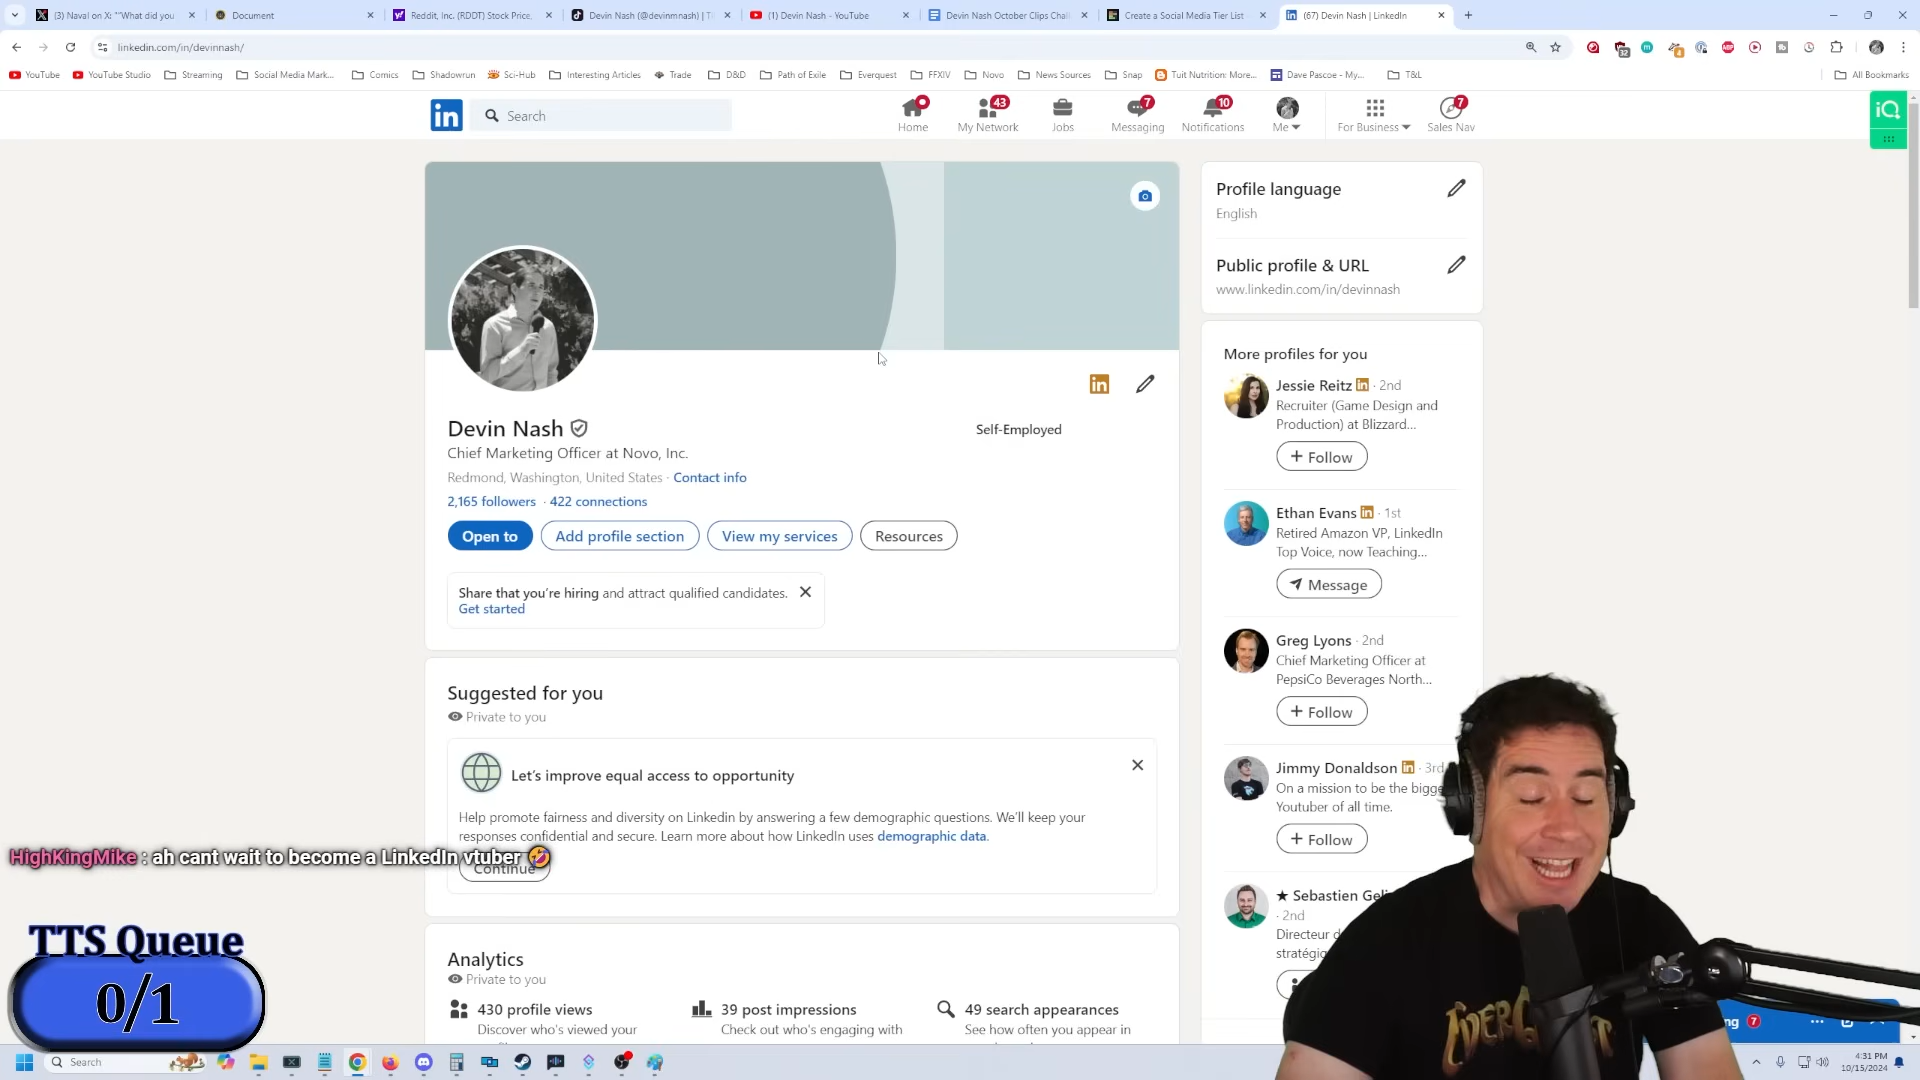 (3) Naval on X: ""What did you
Document
Reddit, Inc. (RDDT) Stock Price,
Devin Nash (@devinmnash) | T
(1) Devin Nash - YouTube
Devin Nash October Clips Chall
Create a Social Media Tier List
(67) Devin Nash | LinkedIn
linkedin.com/in/devinnash/
YouTube
YouTube Studio
Streaming
Social Media Mark...
Comics
Shadowrun
Sci-Hub
Interesting Articles
Trade
D&D
Path of Exile
Everquest
FFXIV
Novo
News Sources
Snap
Tuit Nutrition: More...
Dave Pascoe - My...
T&L
All Bookmarks
in
Search
Home
43
My Network
Jobs
7
Messaging
10
Notifications
Me
For Business
7
Sales Nav
iQ
Profile language
English
Public profile & URL
www.linkedin.com/in/devinnash
Devin Nash
Self-Employed
Chief Marketing Officer at Novo, Inc.
Redmond, Washington, United States · Contact info
2,165 followers · 422 connections
Open to
Add profile section
View my services
Resources
Share that you're hiring and attract qualified candidates.
Get started
More profiles for you
Jessie Reitz · 2nd
Recruiter (Game Design and
Production) at Blizzard...
+ Follow
Ethan Evans · 1st
Retired Amazon VP, LinkedIn
Top Voice, now Teaching...
Message
Greg Lyons · 2nd
Chief Marketing Officer at
PepsiCo Beverages North...
+ Follow
Jimmy Donaldson · 3rd
On a mission to be the bigge
Youtuber of all time.
+ Follow
★ Sebastien Geli
· 2nd
Directeur d
stratégiq
Suggested for you
Private to you
Let's improve equal access to opportunity
Help promote fairness and diversity on Linkedin by answering a few demographic questions. We'll keep your
responses confidential and secure. Learn more about how LinkedIn uses demographic data.
Continue
HighKingMike : ah cant wait to become a LinkedIn vtuber 🤣
TTS Queue
0/1
Analytics
Private to you
430 profile views
Discover who's viewed your
39 post impressions
Check out who's engaging with
49 search appearances
See how often you appear in
ng 7
Search
4:31 PM
10/15/2024